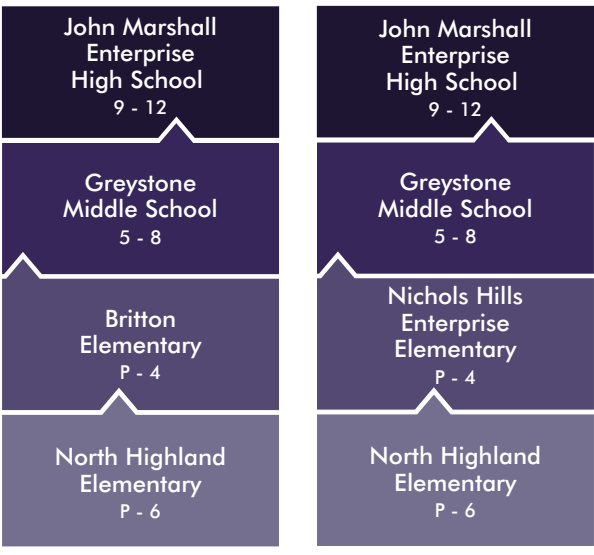 John Marshall
Enterprise
High School
9 - 12
Greystone
Middle School
5 - 8
Britton
Elementary
P - 4
North Highland
Elementary
P - 6
John Marshall
Enterprise
High School
9 - 12
Greystone
Middle School
5 - 8
Nichols Hills
Enterprise
Elementary
P - 4
North Highland
Elementary
P - 6